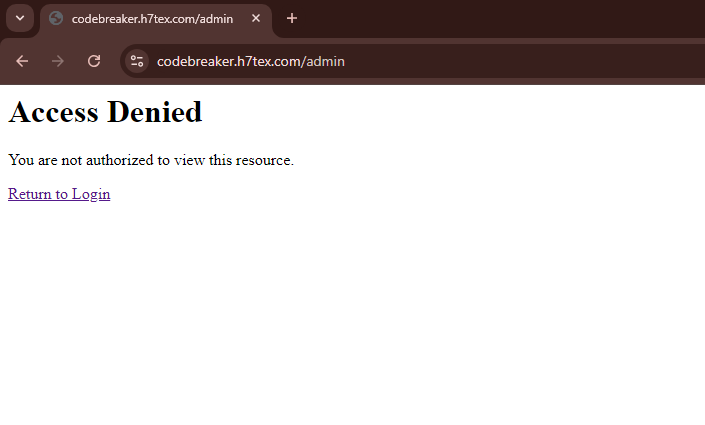 codebreaker.h7tex.com/admin
codebreaker.h7tex.com/admin
Access Denied
You are not authorized to view this resource.
Return to Login